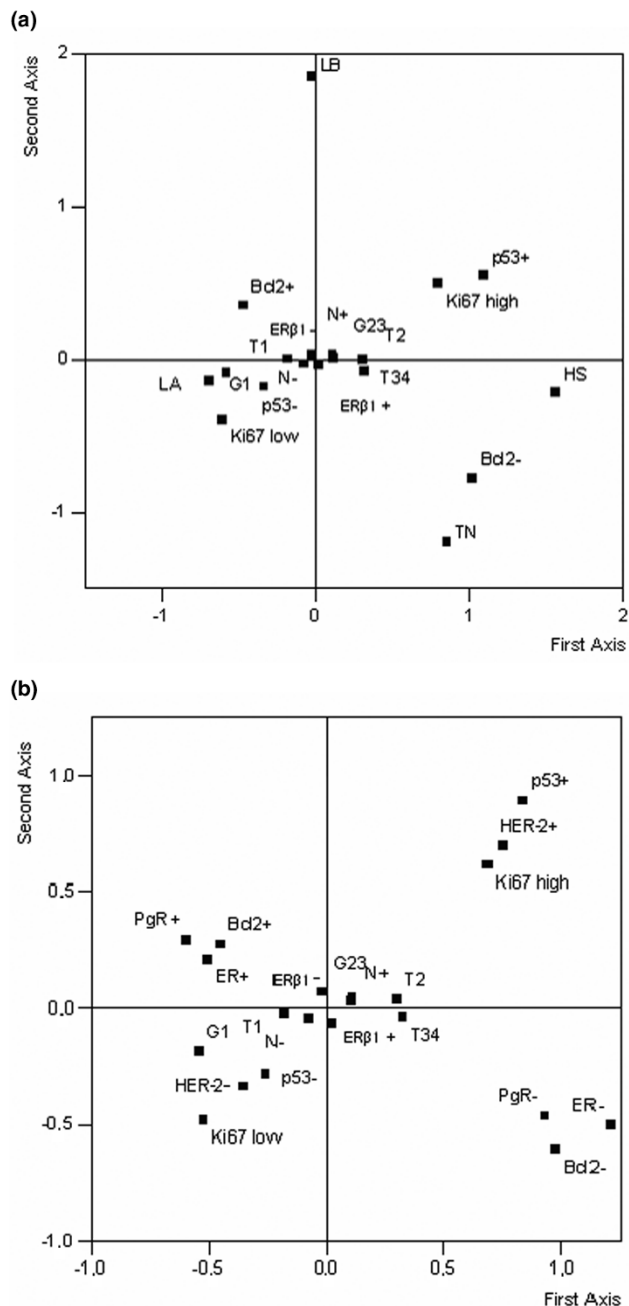 (a)
Second Axis
2
1
0
-1
LB
p53+
Ki67 high
Bcl2+
N+
ERβ1 -
G23
T2
T1
LA
G1
N-
T34
HS
p53-
ERβ1 +
Ki67 low
Bcl2-
TN
-1 0 1 2
First Axis
(b)
Second Axis
1.0
0.5
0.0
-0.5
-1.0
p53+
HER-2+
Ki67 high
PgR + Bcl2+
ER+
G23 N+
ERβ1 - T2
G1 T1
N-
ERβ1 + T34
HER-2- p53-
Ki67 low
PgR- ER-
Bcl2-
-1.0 -0.5 0.0 0.5 1.0
First Axis